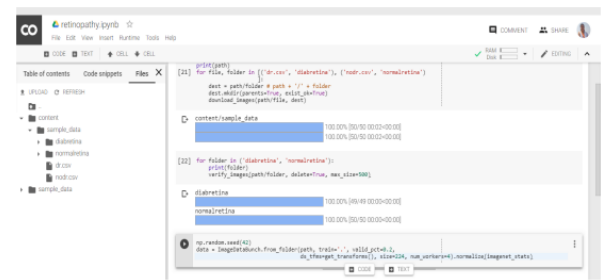 CO
retinopathy.ipynb
File Edit View Insert Runtime Tools Help
COMMENT SHARE
CODE TEXT CELL CELL
RAM
Disk
EDITING
Table of contents Code snippets Files X
UPLOAD REFRESH
..
content
sample_data
diabretina
normalretina
dr.csv
nodr.csv
sample_data
print(path)
[21] for file, folder in [('dr.csv', 'diabretina'), ('nodr.csv', 'normalretina')
]:
dest = path/folder # path + '/' + folder
dest.mkdir(parents=True, exist_ok=True)
download_images(path/file, dest)
content/sample_data
100.00% [50/50 00:02<00:00]
100.00% [50/50 00:03<00:00]
[22] for folder in ('diabretina', 'normalretina'):
print(folder)
verify_images(path/folder, delete=True, max_size=500)
diabretina
100.00% [49/49 00:00<00:00]
normalretina
100.00% [50/50 00:00<00:00]
np.random.seed(42)
data = ImageDataBunch.from_folder(path, train='.', valid_pct=0.2,
ds_tfms=get_transforms(), size=224, num_workers=4).normalize(imagenet_stats)
CODE TEXT